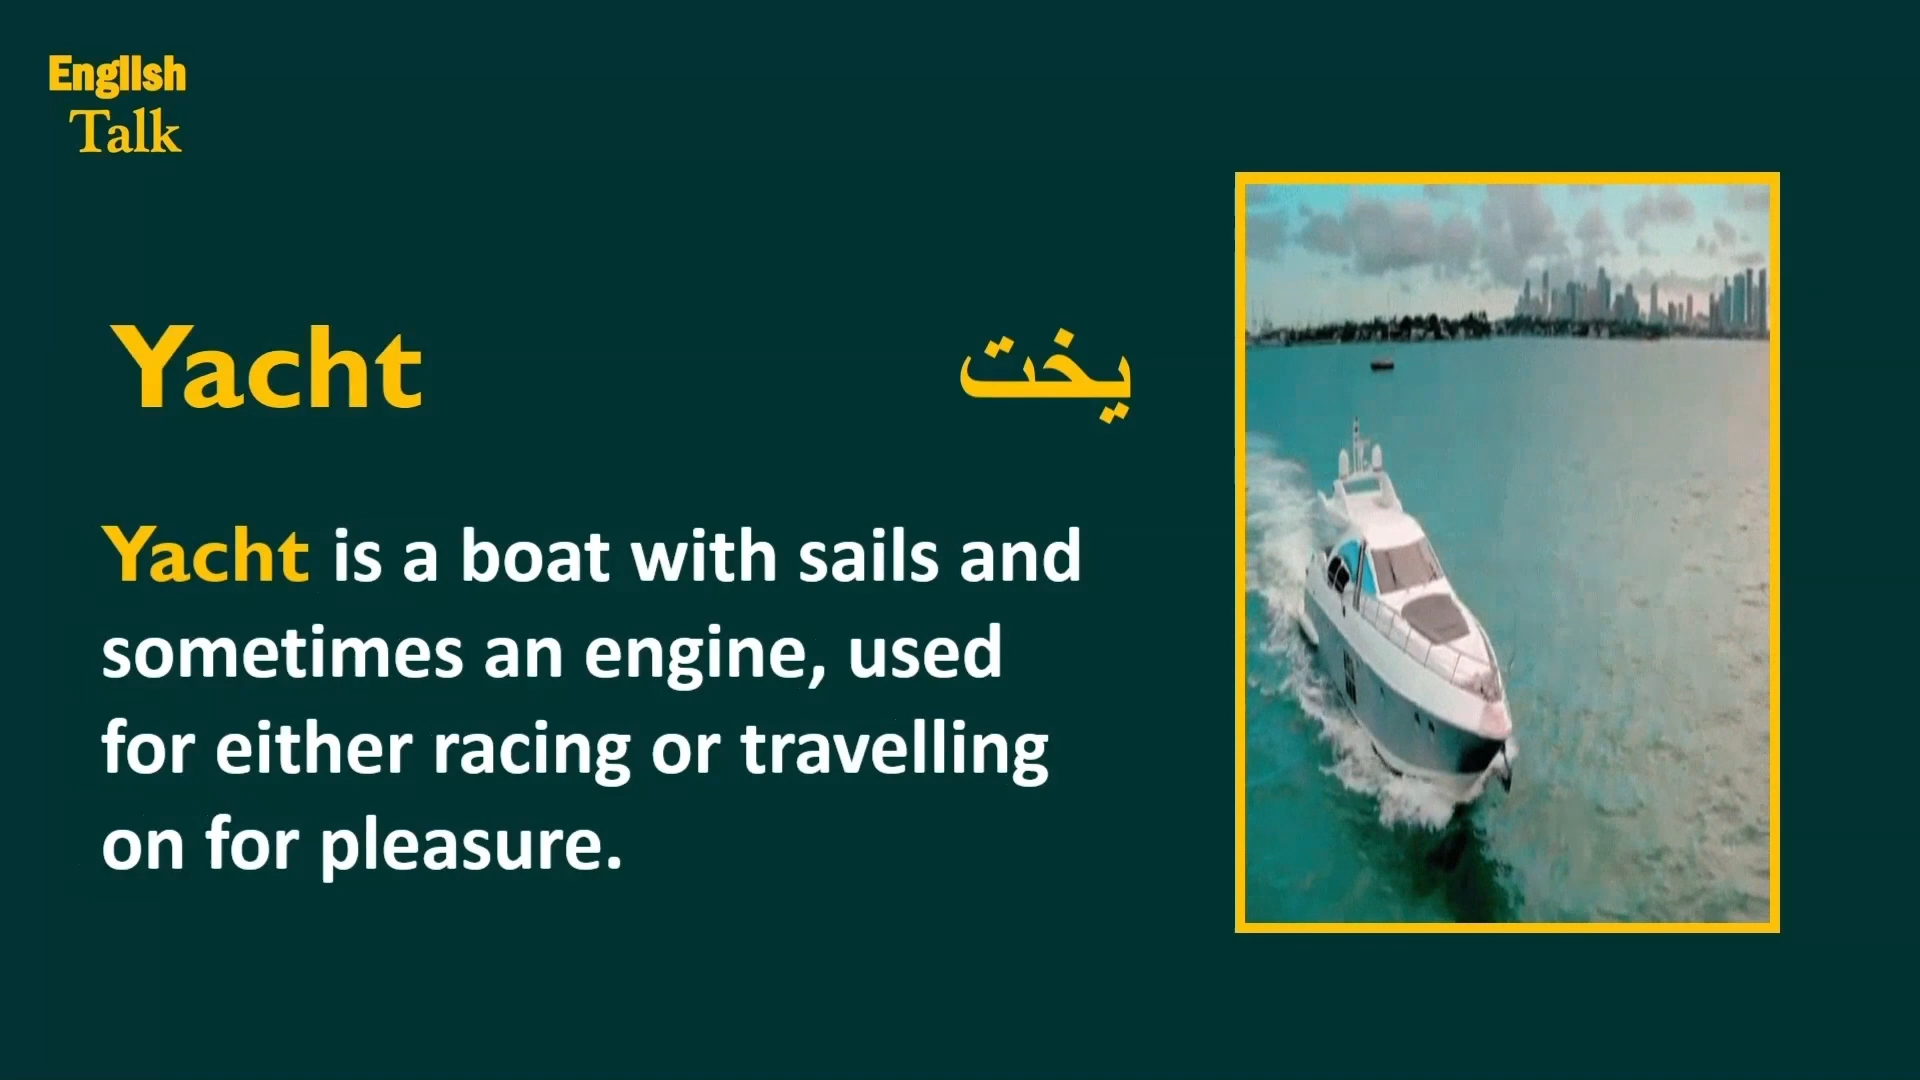 English
Talk
Yacht
يخت
Yacht is a boat with sails and
sometimes an engine, used
for either racing or travelling
on for pleasure.